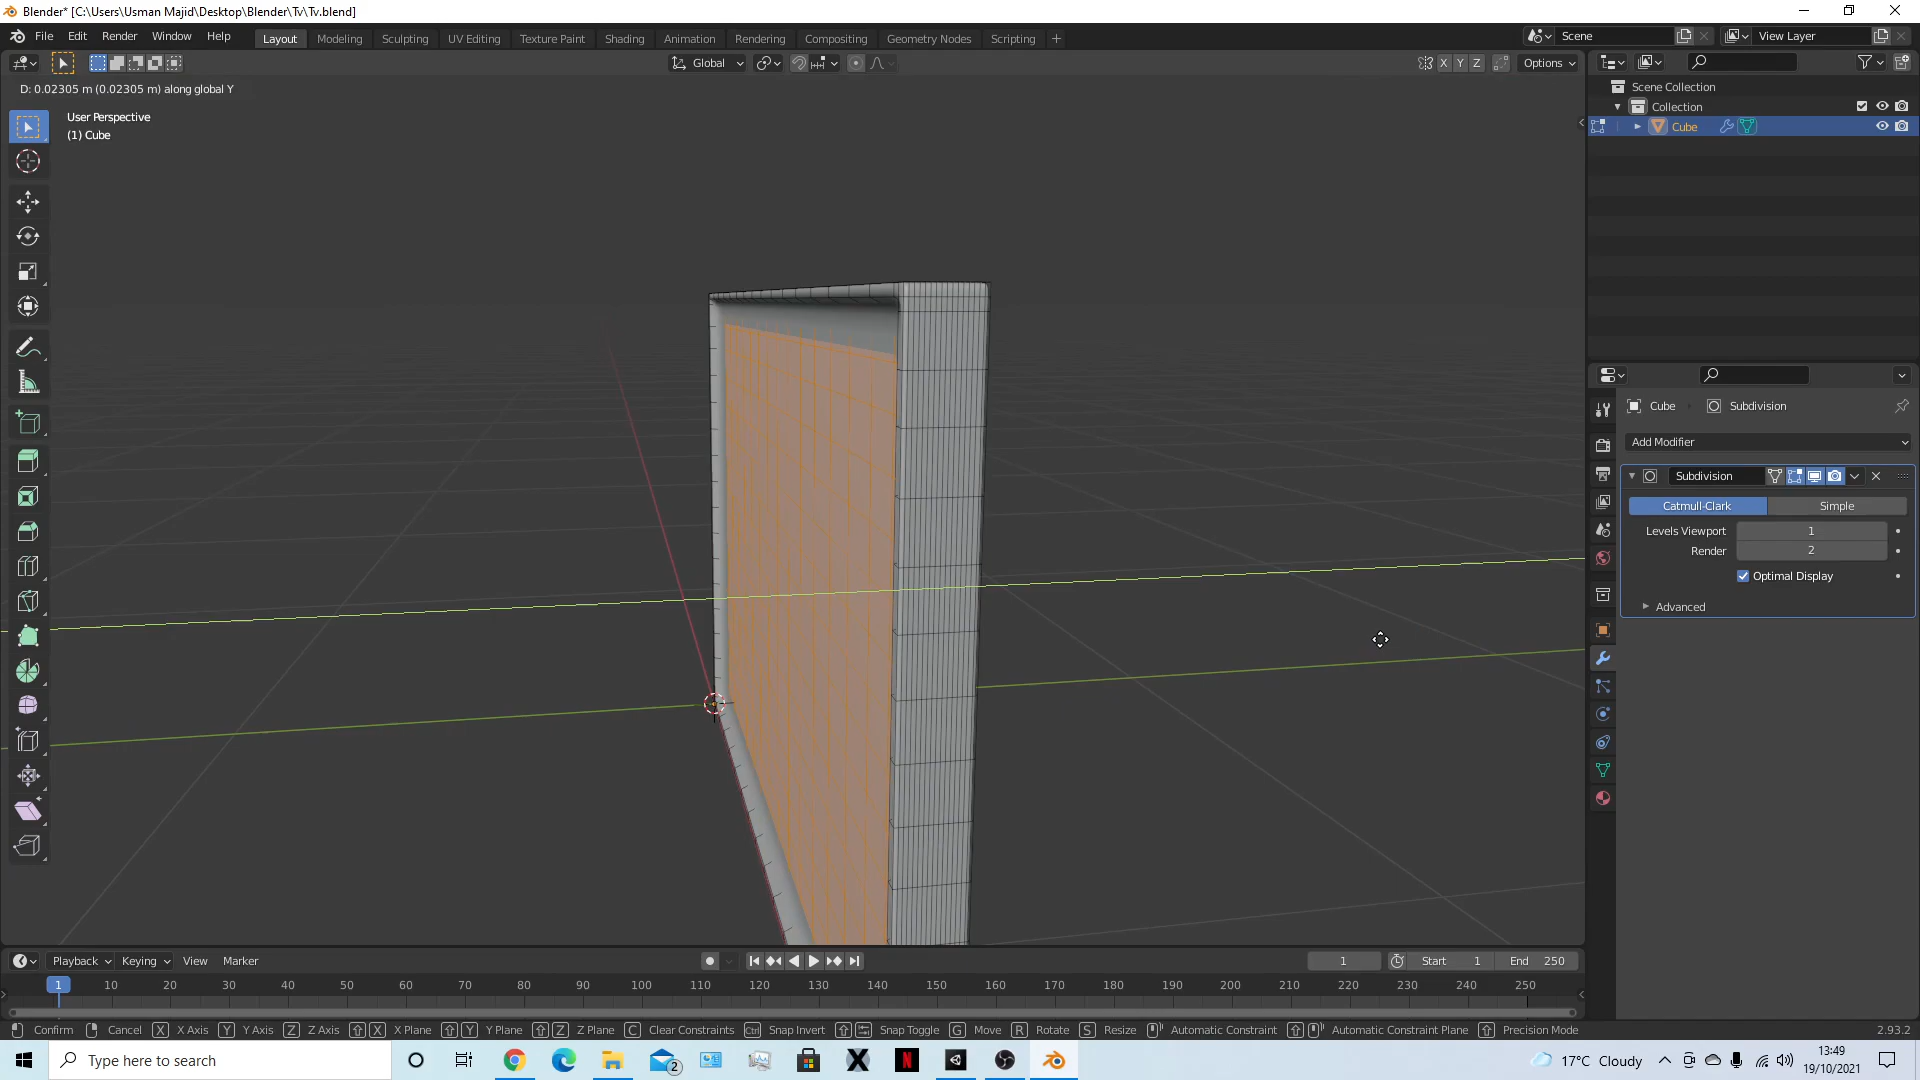 Blender* [C:\Users\Usman Majid\Desktop\Blender\Tv\Tv.blend]
File Edit Render Window Help
Layout Modeling Sculpting UV Editing Texture Paint Shading Animation Rendering Compositing Geometry Nodes Scripting +
Scene
View Layer
Global
X Y Z
Options
D: 0.02305 m (0.02305 m) along global Y
User Perspective
(1) Cube
Scene Collection
Collection
Cube
Cube Subdivision
Add Modifier
Subdivision
Catmull-Clark Simple
Levels Viewport 1
Render 2
Optimal Display
Advanced
Playback Keying View Marker
1
Start 1 End 250
1 10 20 30 40 50 60 70 80 90 100 110 120 130 140 150 160 170 180 190 200 210 220 230 240 250
Confirm Cancel X X Axis Y Y Axis Z Z Axis X X Plane Y Y Plane Z Z Plane C Clear Constraints Ctrl Snap Invert Snap Toggle G Move R Rotate S Resize Automatic Constraint Automatic Constraint Plane Precision Mode 2.93.2
Type here to search
2
N
17°C Cloudy
13:49
19/10/2021